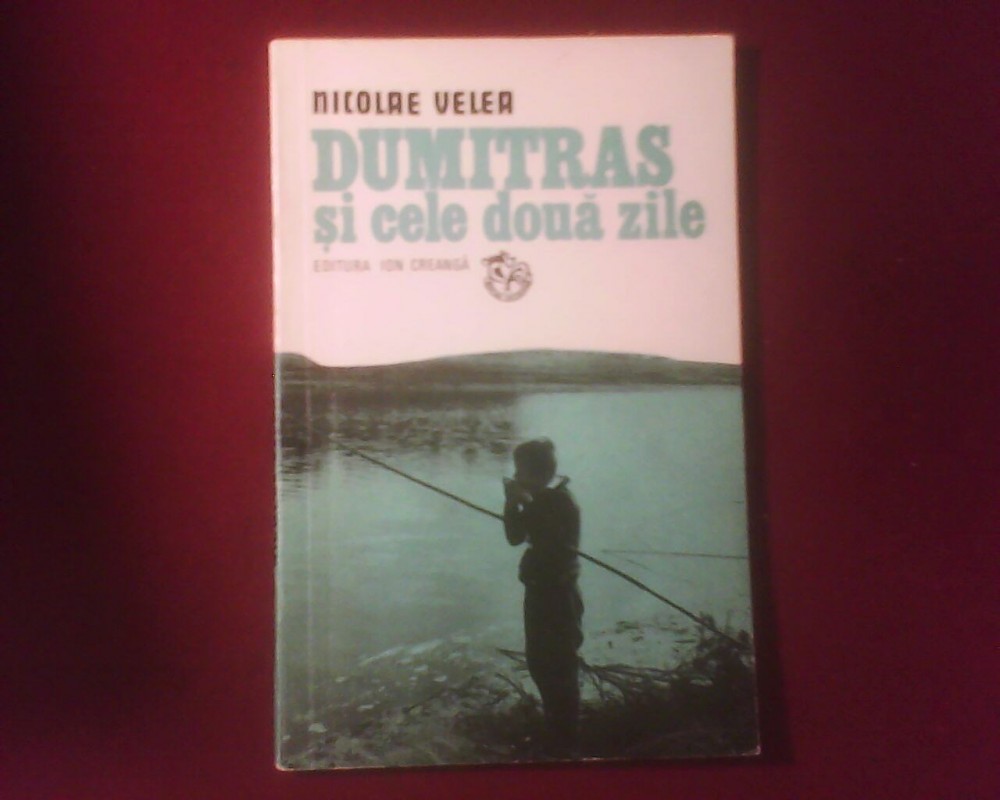 NICOLAE VELEA
DUMITRAS
și cele două zile
EDITURA ION CREANGĂ